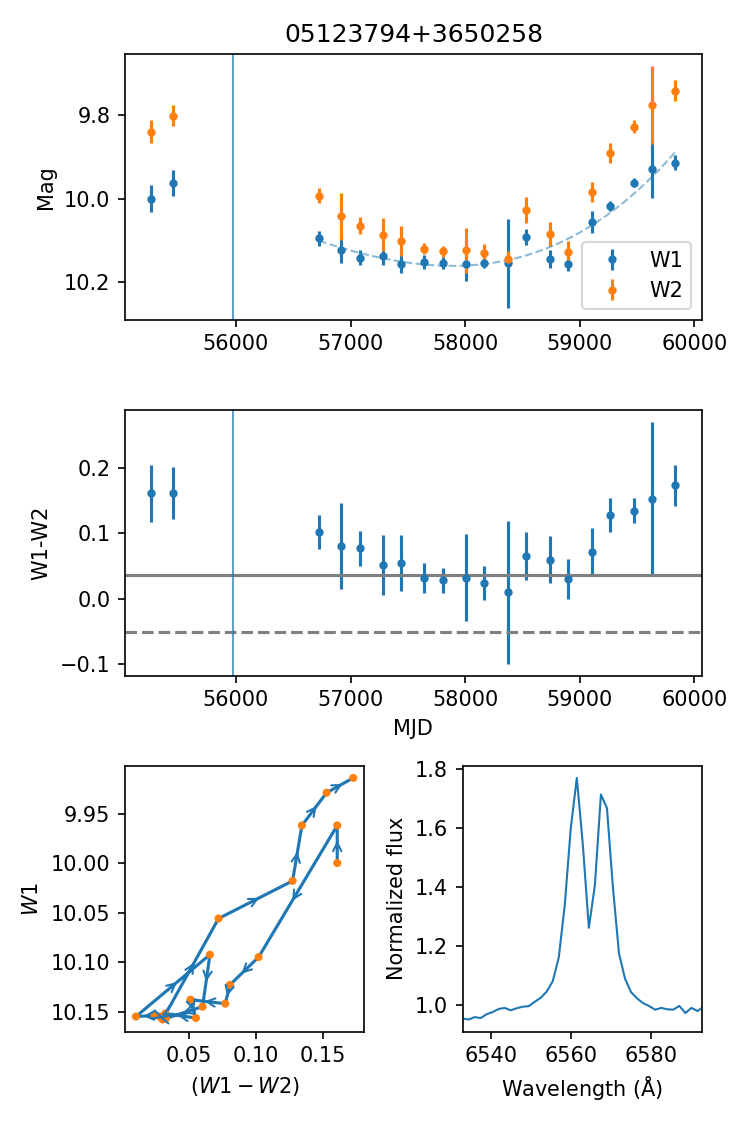 05123794+3650258
Mag
9.8
10.0
10.2
W1
W2
56000 57000 58000 59000 60000
W1-W2
0.2
0.1
0.0
−0.1
56000 57000 58000 59000 60000
MJD
W1
9.95
10.00
10.05
10.10
10.15
0.05 0.10 0.15
(W1 − W2)
Normalized flux
1.8
1.6
1.4
1.2
1.0
6540 6560 6580
Wavelength (Å)